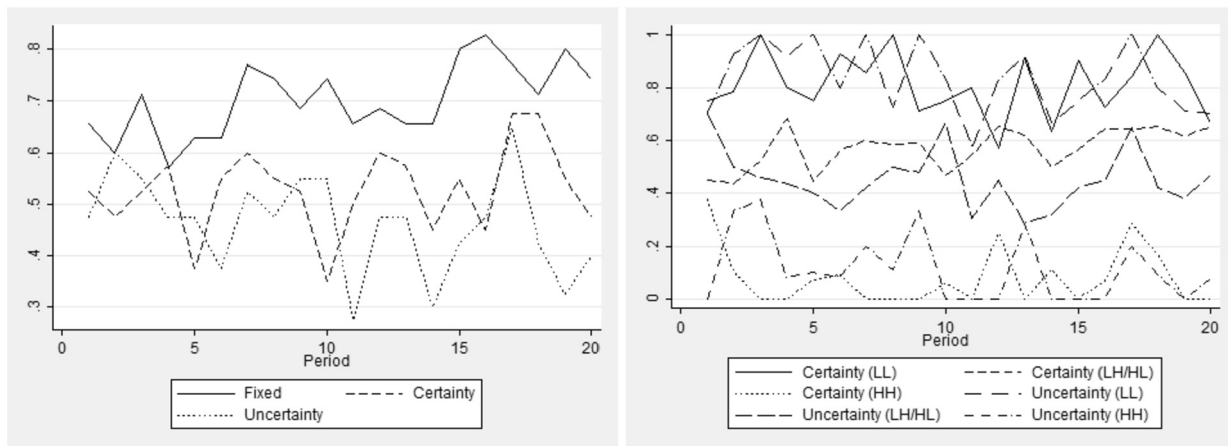 .8
.7
.6
.5
.4
.3
0 5 10 15 20
Period
Fixed Certainty
Uncertainty
1
.8
.6
.4
.2
0
0 5 10 15 20
Period
Certainty (LL) Certainty (LH/HL)
Certainty (HH) Uncertainty (LL)
Uncertainty (LH/HL) Uncertainty (HH)